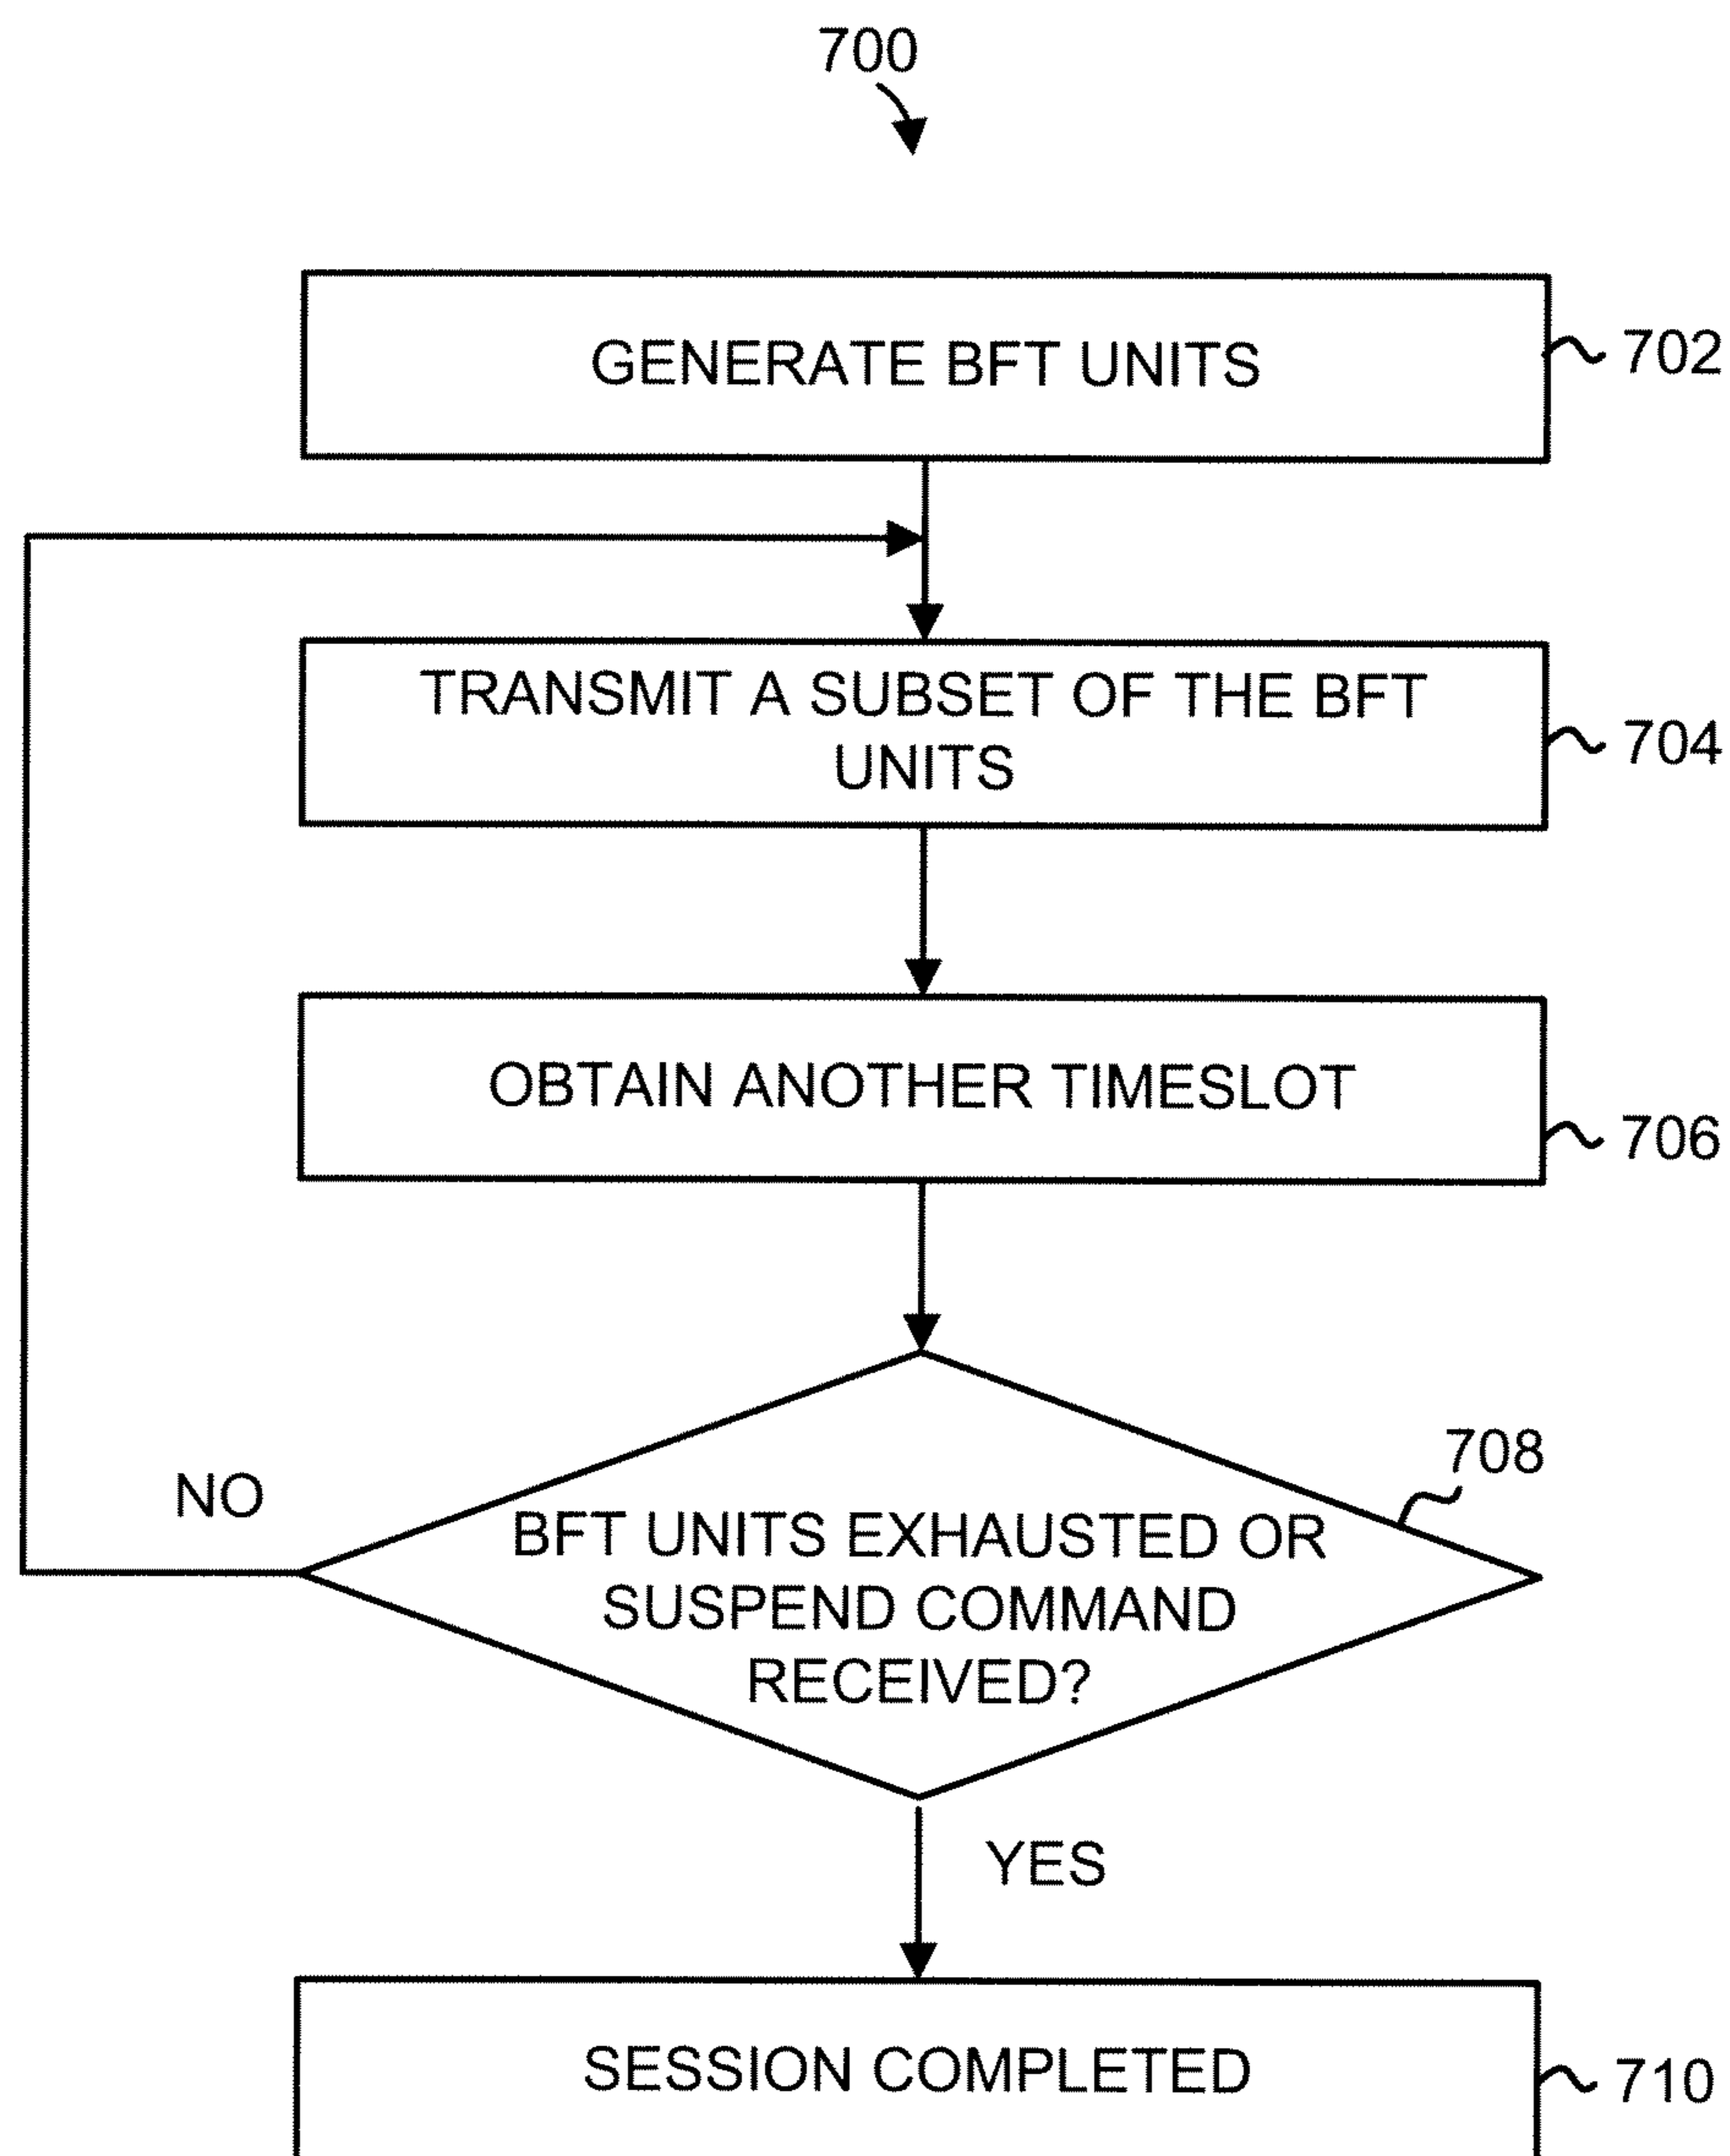 700
GENERATE BFT UNITS
702
TRANSMIT A SUBSET OF THE BFT
UNITS
704
OBTAIN ANOTHER TIMESLOT
706
708
NO
BFT UNITS EXHAUSTED OR
SUSPEND COMMAND
RECEIVED?
YES
SESSION COMPLETED
710